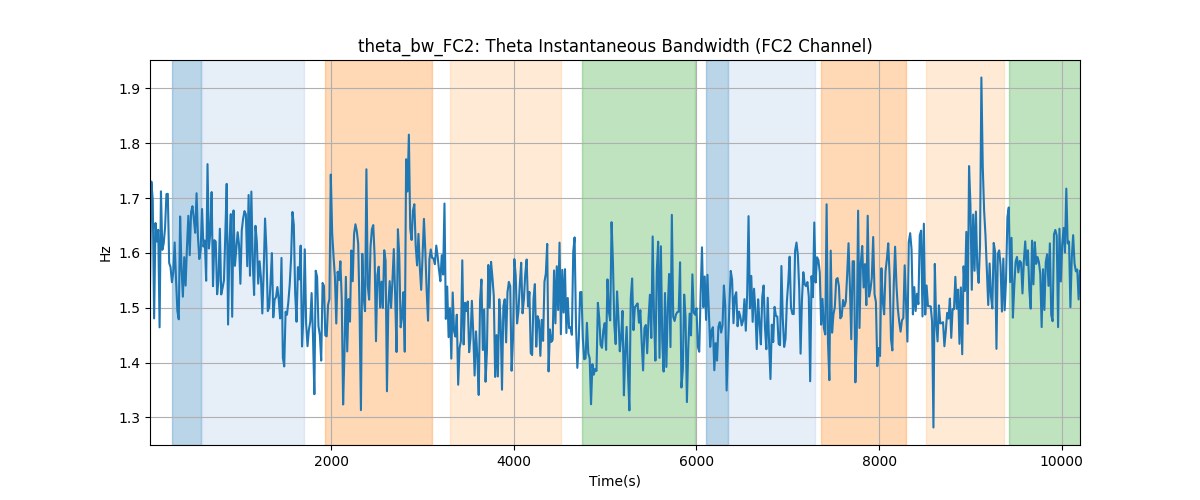 theta_bw_FC2: Theta Instantaneous Bandwidth (FC2 Channel)
1.9
1.8
1.7
1.6
1.5
1.4
1.3
Hz
2000 4000 6000 8000 10000
Time(s)